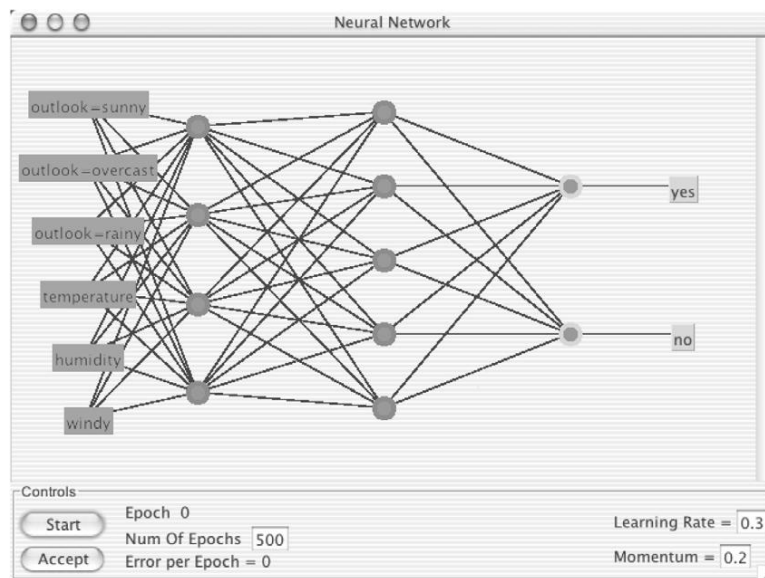 Neural Network
outlook=sunny
outlook=overcast
outlook=rainy
temperature
humidity
windy
yes
no
Controls
Start
Accept
Epoch 0
Num Of Epochs 500
Error per Epoch = 0
Learning Rate = 0.3
Momentum = 0.2